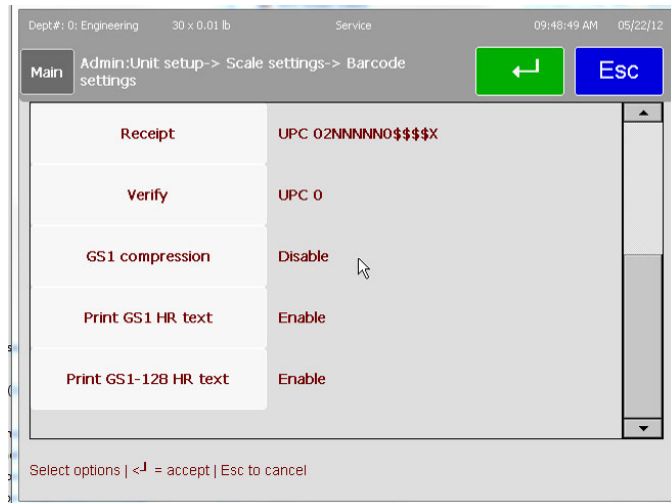 Dept#: 0: Engineering 30 x 0.01 lb Service 09:48:49 AM 05/22/12
Main
Admin:Unit setup-> Scale settings-> Barcode
settings
Esc
Receipt UPC 02NNNNN0$$$$X
Verify UPC 0
GS1 compression Disable
Print GS1 HR text Enable
Print GS1-128 HR text Enable
Select options | <┘ = accept | Esc to cancel